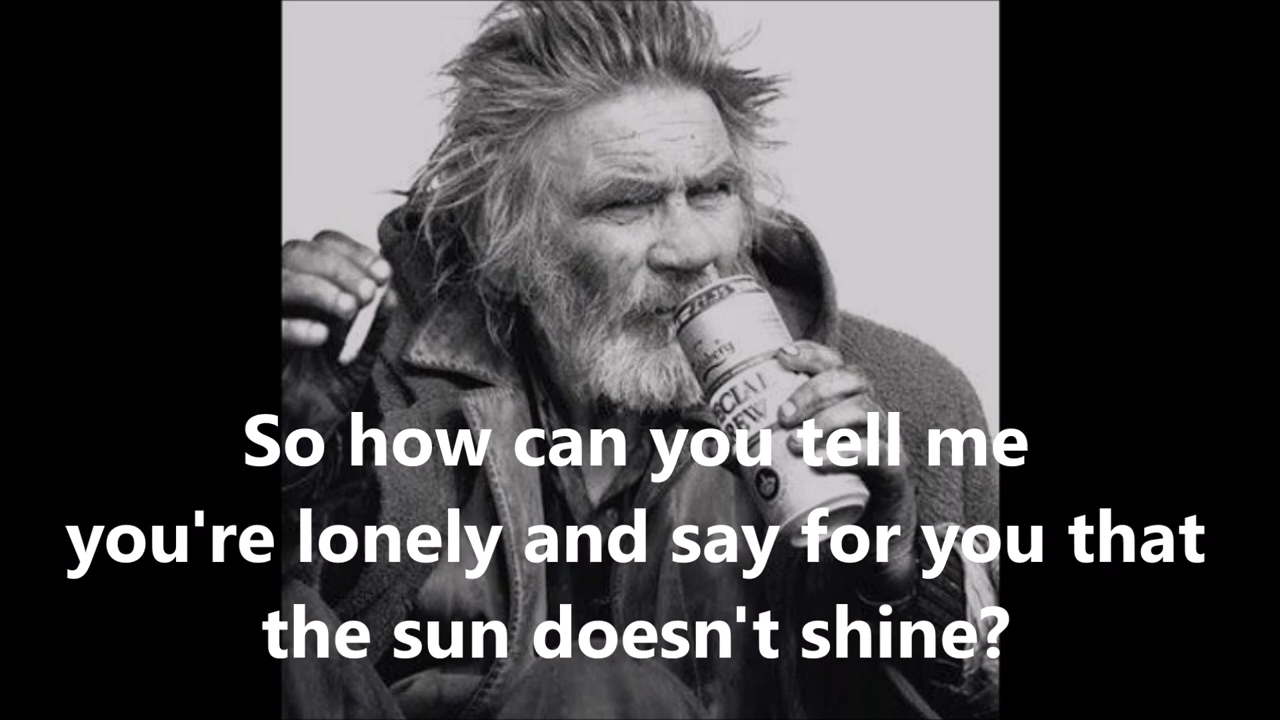 So how can you tell me
you're lonely and say for you that
the sun doesn't shine?